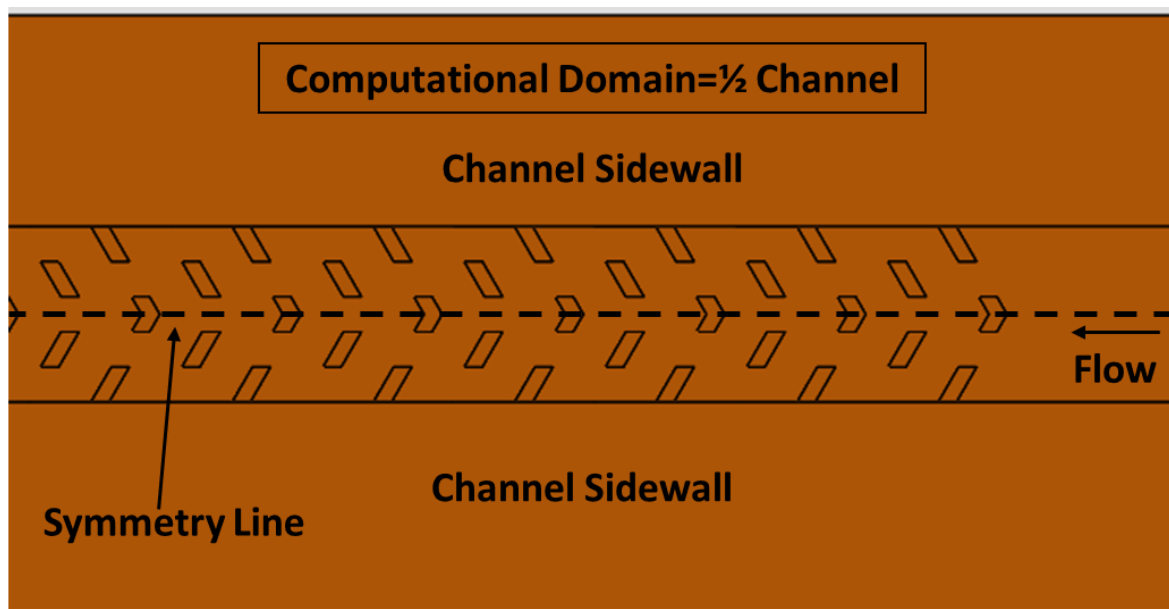 Computational Domain=½ Channel
Channel Sidewall
Flow
Channel Sidewall
Symmetry Line